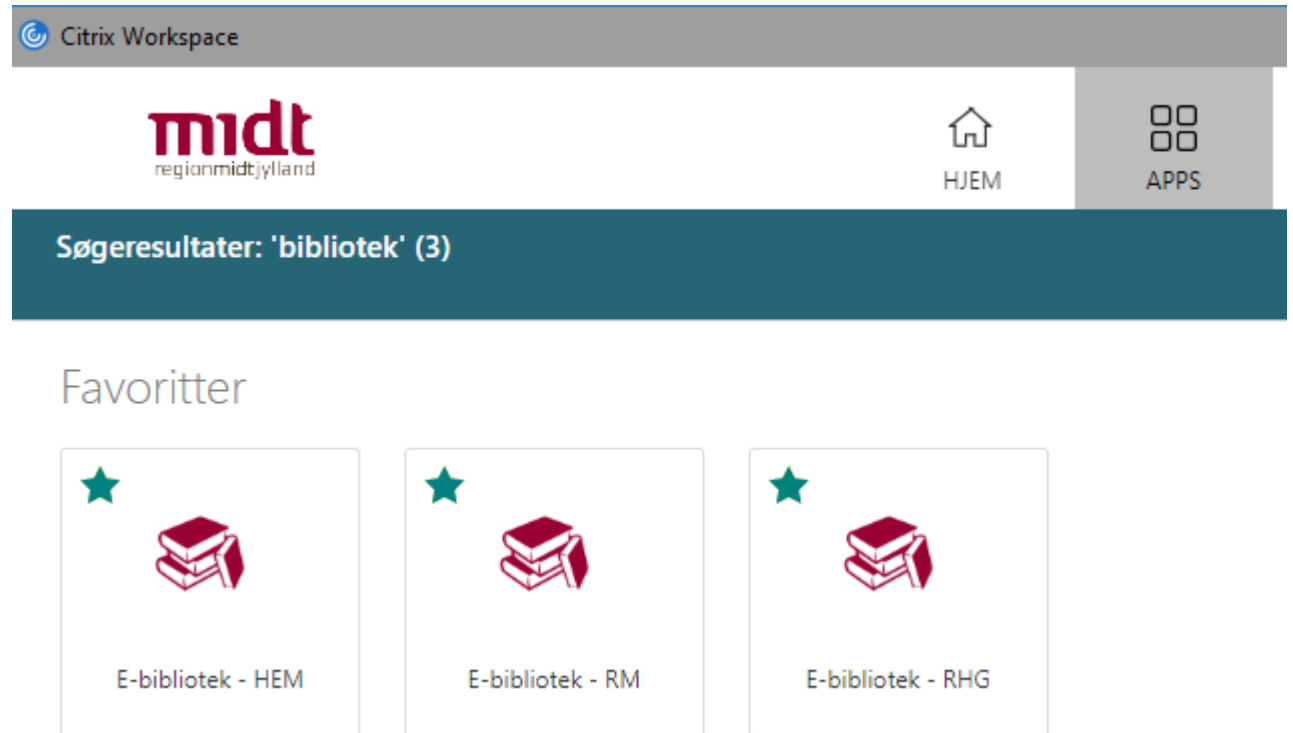 Citrix Workspace
midt
regionmidtjylland
HJEM
APPS
Søgeresultater: 'bibliotek' (3)
Favoritter
E-bibliotek - HEM
E-bibliotek - RM
E-bibliotek - RHG